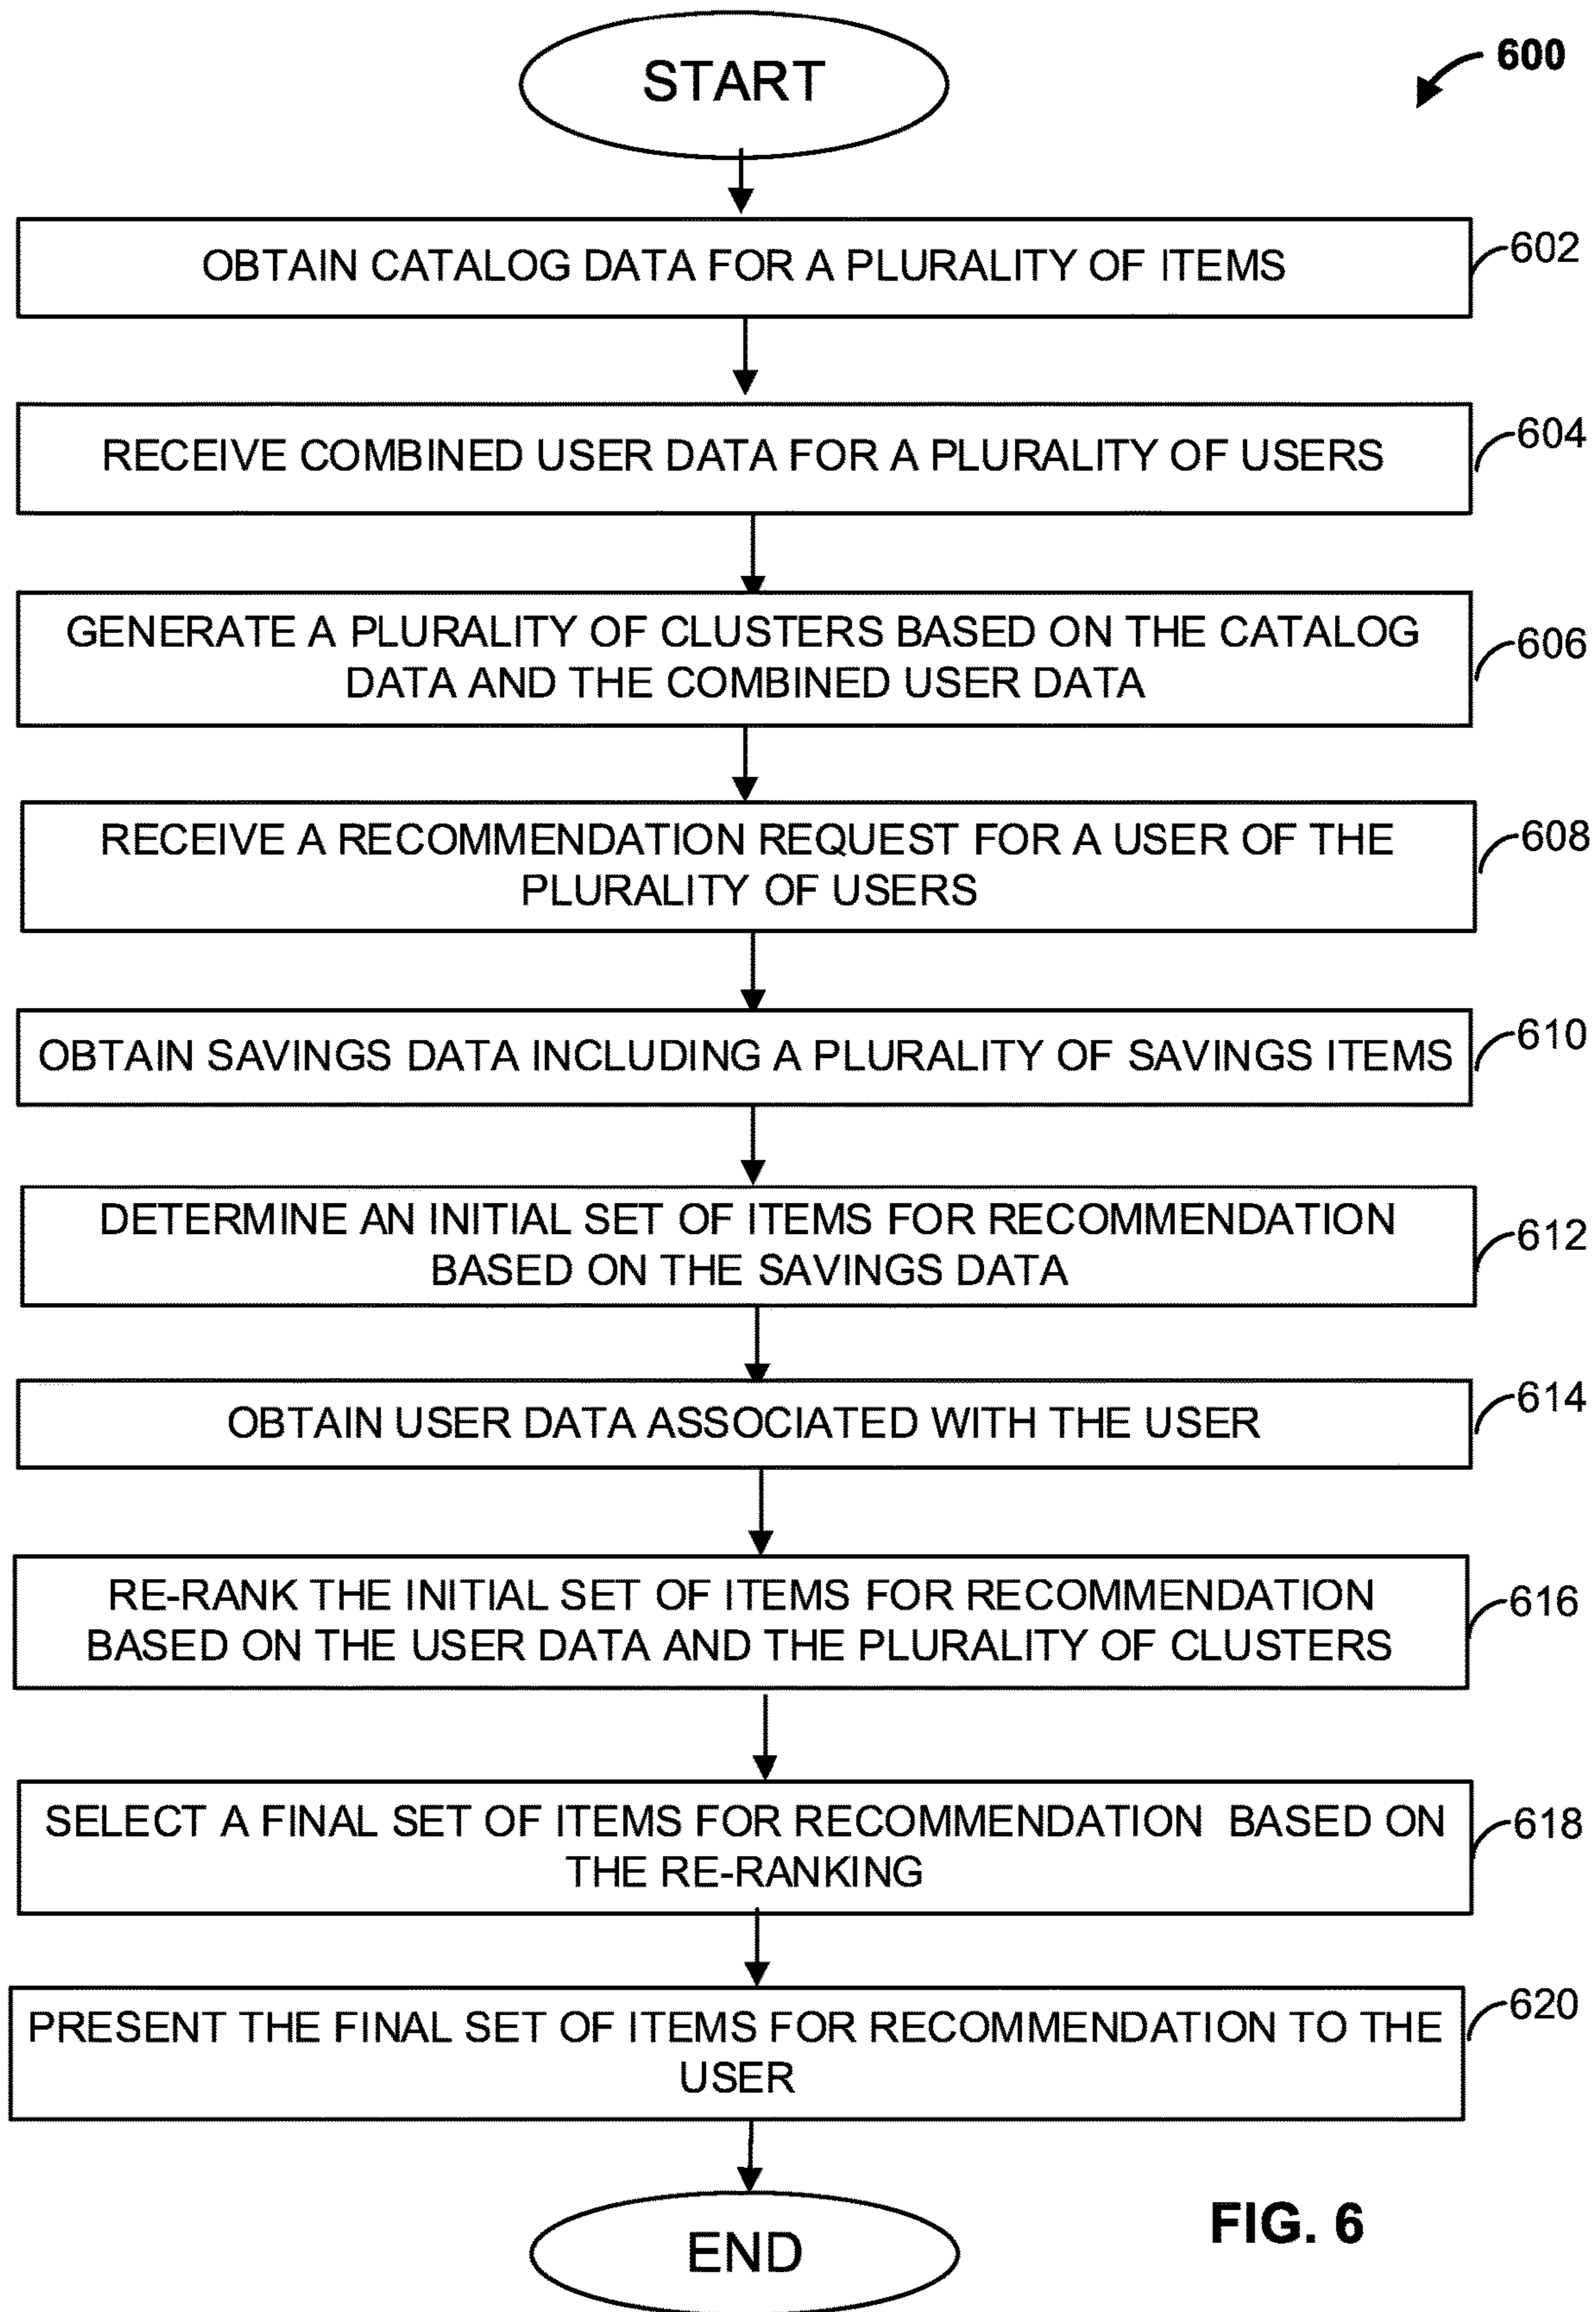 START
600
OBTAIN CATALOG DATA FOR A PLURALITY OF ITEMS
602
RECEIVE COMBINED USER DATA FOR A PLURALITY OF USERS
604
GENERATE A PLURALITY OF CLUSTERS BASED ON THE CATALOG
DATA AND THE COMBINED USER DATA
606
RECEIVE A RECOMMENDATION REQUEST FOR A USER OF THE
PLURALITY OF USERS
608
OBTAIN SAVINGS DATA INCLUDING A PLURALITY OF SAVINGS ITEMS
610
DETERMINE AN INITIAL SET OF ITEMS FOR RECOMMENDATION
BASED ON THE SAVINGS DATA
612
OBTAIN USER DATA ASSOCIATED WITH THE USER
614
RE-RANK THE INITIAL SET OF ITEMS FOR RECOMMENDATION
BASED ON THE USER DATA AND THE PLURALITY OF CLUSTERS
616
SELECT A FINAL SET OF ITEMS FOR RECOMMENDATION BASED ON
THE RE-RANKING
618
PRESENT THE FINAL SET OF ITEMS FOR RECOMMENDATION TO THE
USER
620
END
FIG. 6